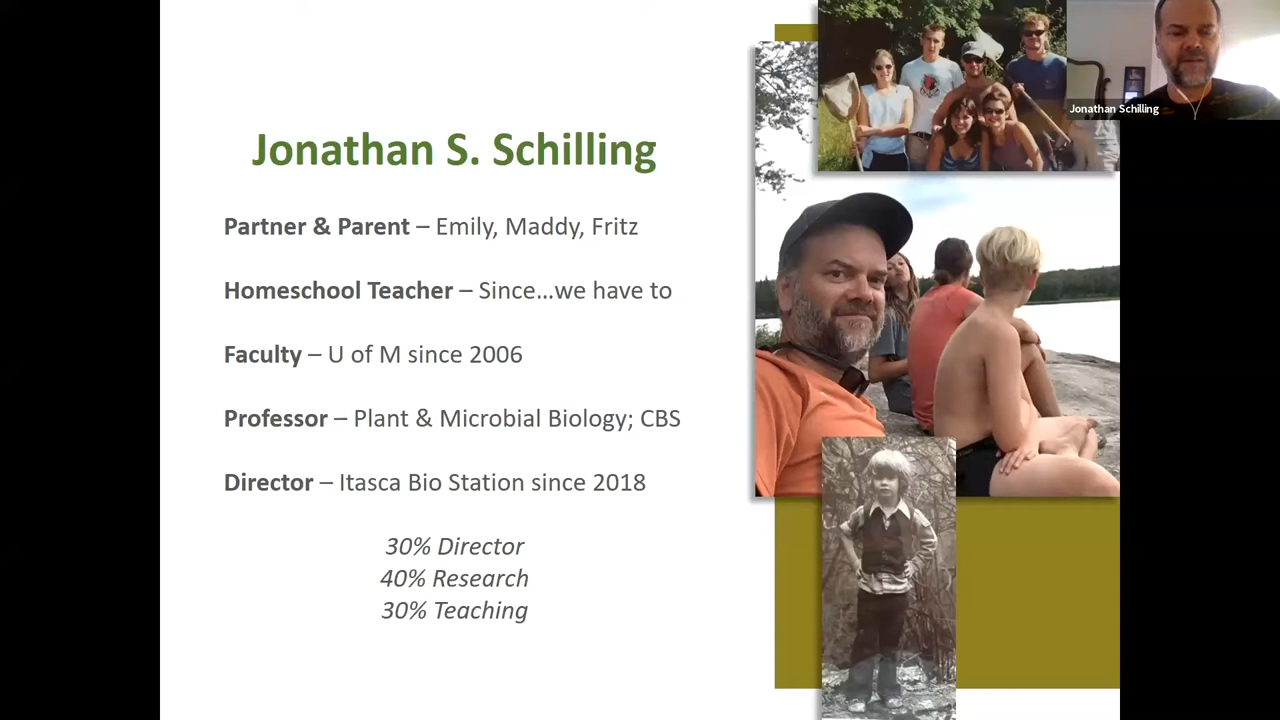 Jonathan Schilling
Jonathan S. Schilling
Partner & Parent – Emily, Maddy, Fritz
Homeschool Teacher – Since...we have to
Faculty – U of M since 2006
Professor – Plant & Microbial Biology; CBS
Director – Itasca Bio Station since 2018
30% Director
40% Research
30% Teaching